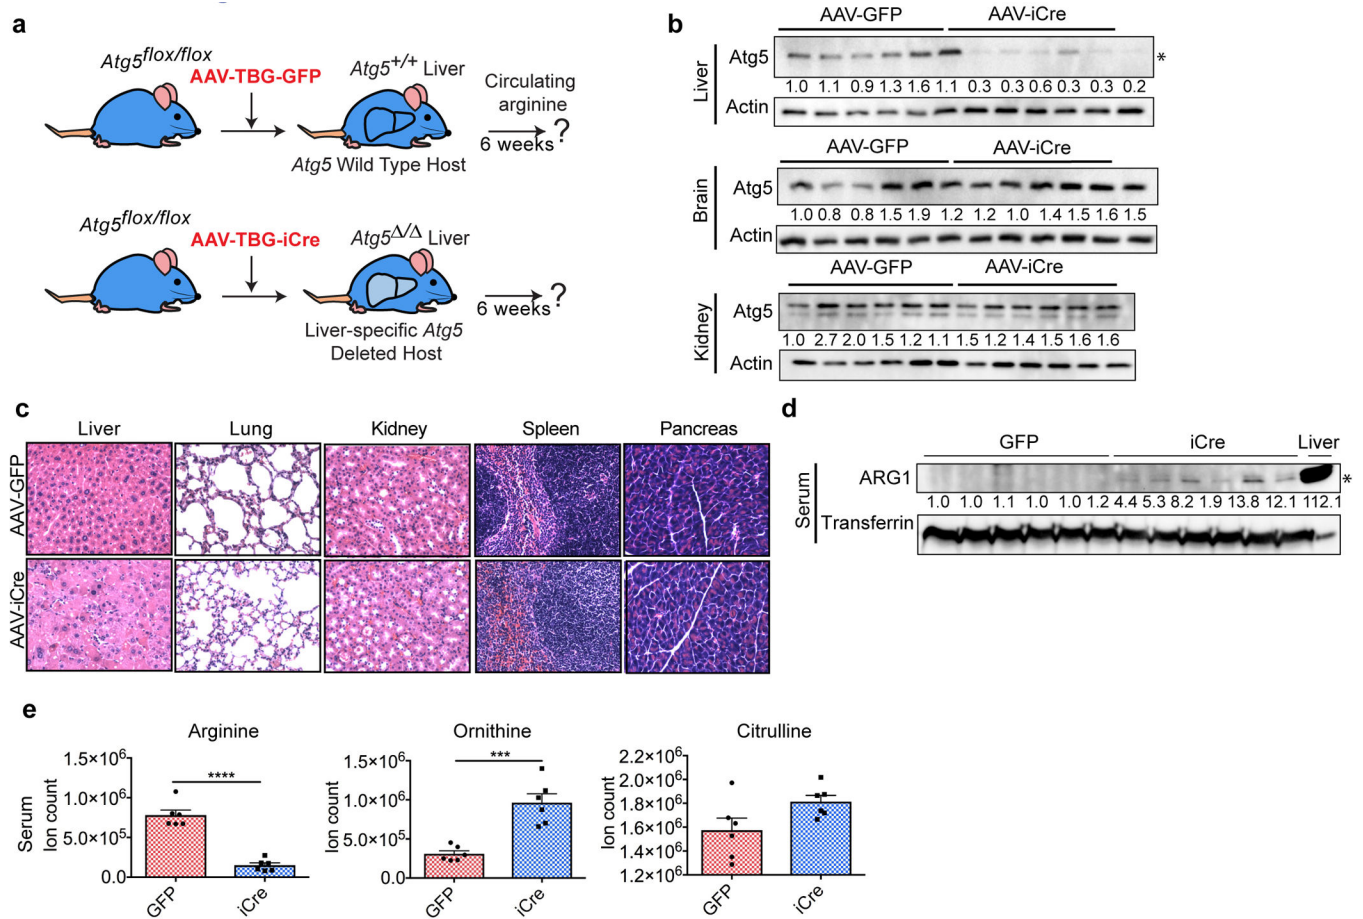 a
Atg5flox/flox
AAV-TBG-GFP
Atg5+/+ Liver
Circulating
arginine
6 weeks
?
Atg5 Wild Type Host
Atg5flox/flox
AAV-TBG-iCre
Atg5Δ/Δ Liver
6 weeks
?
Liver-specific Atg5
Deleted Host
b
AAV-GFP AAV-iCre
Liver
Atg5 *
1.0 1.1 0.9 1.3 1.6 1.1 0.3 0.3 0.6 0.3 0.3 0.2
Actin
AAV-GFP AAV-iCre
Brain
Atg5
1.0 0.8 0.8 1.5 1.9 1.2 1.2 1.0 1.4 1.5 1.6 1.5
Actin
AAV-GFP AAV-iCre
Kidney
Atg5
1.0 2.7 2.0 1.5 1.2 1.1 1.5 1.2 1.4 1.5 1.6 1.6
Actin
c
Liver Lung Kidney Spleen Pancreas
AAV-GFP
AAV-iCre
d
GFP iCre Liver
Serum
ARG1 *
1.0 1.0 1.1 1.0 1.0 1.2 4.4 5.3 8.2 1.9 13.8 12.1 112.1
Transferrin
e
Arginine
Serum
Ion count
1.5×10⁶
1.0×10⁶
5.0×10⁵
0.0
****
GFP iCre
Ornithine
Ion count
1.5×10⁶
1.0×10⁶
5.0×10⁵
0.0
***
GFP iCre
Citrulline
Ion count
2.2×10⁶
2.0×10⁶
1.8×10⁶
1.6×10⁶
1.4×10⁶
1.2×10⁶
GFP iCre